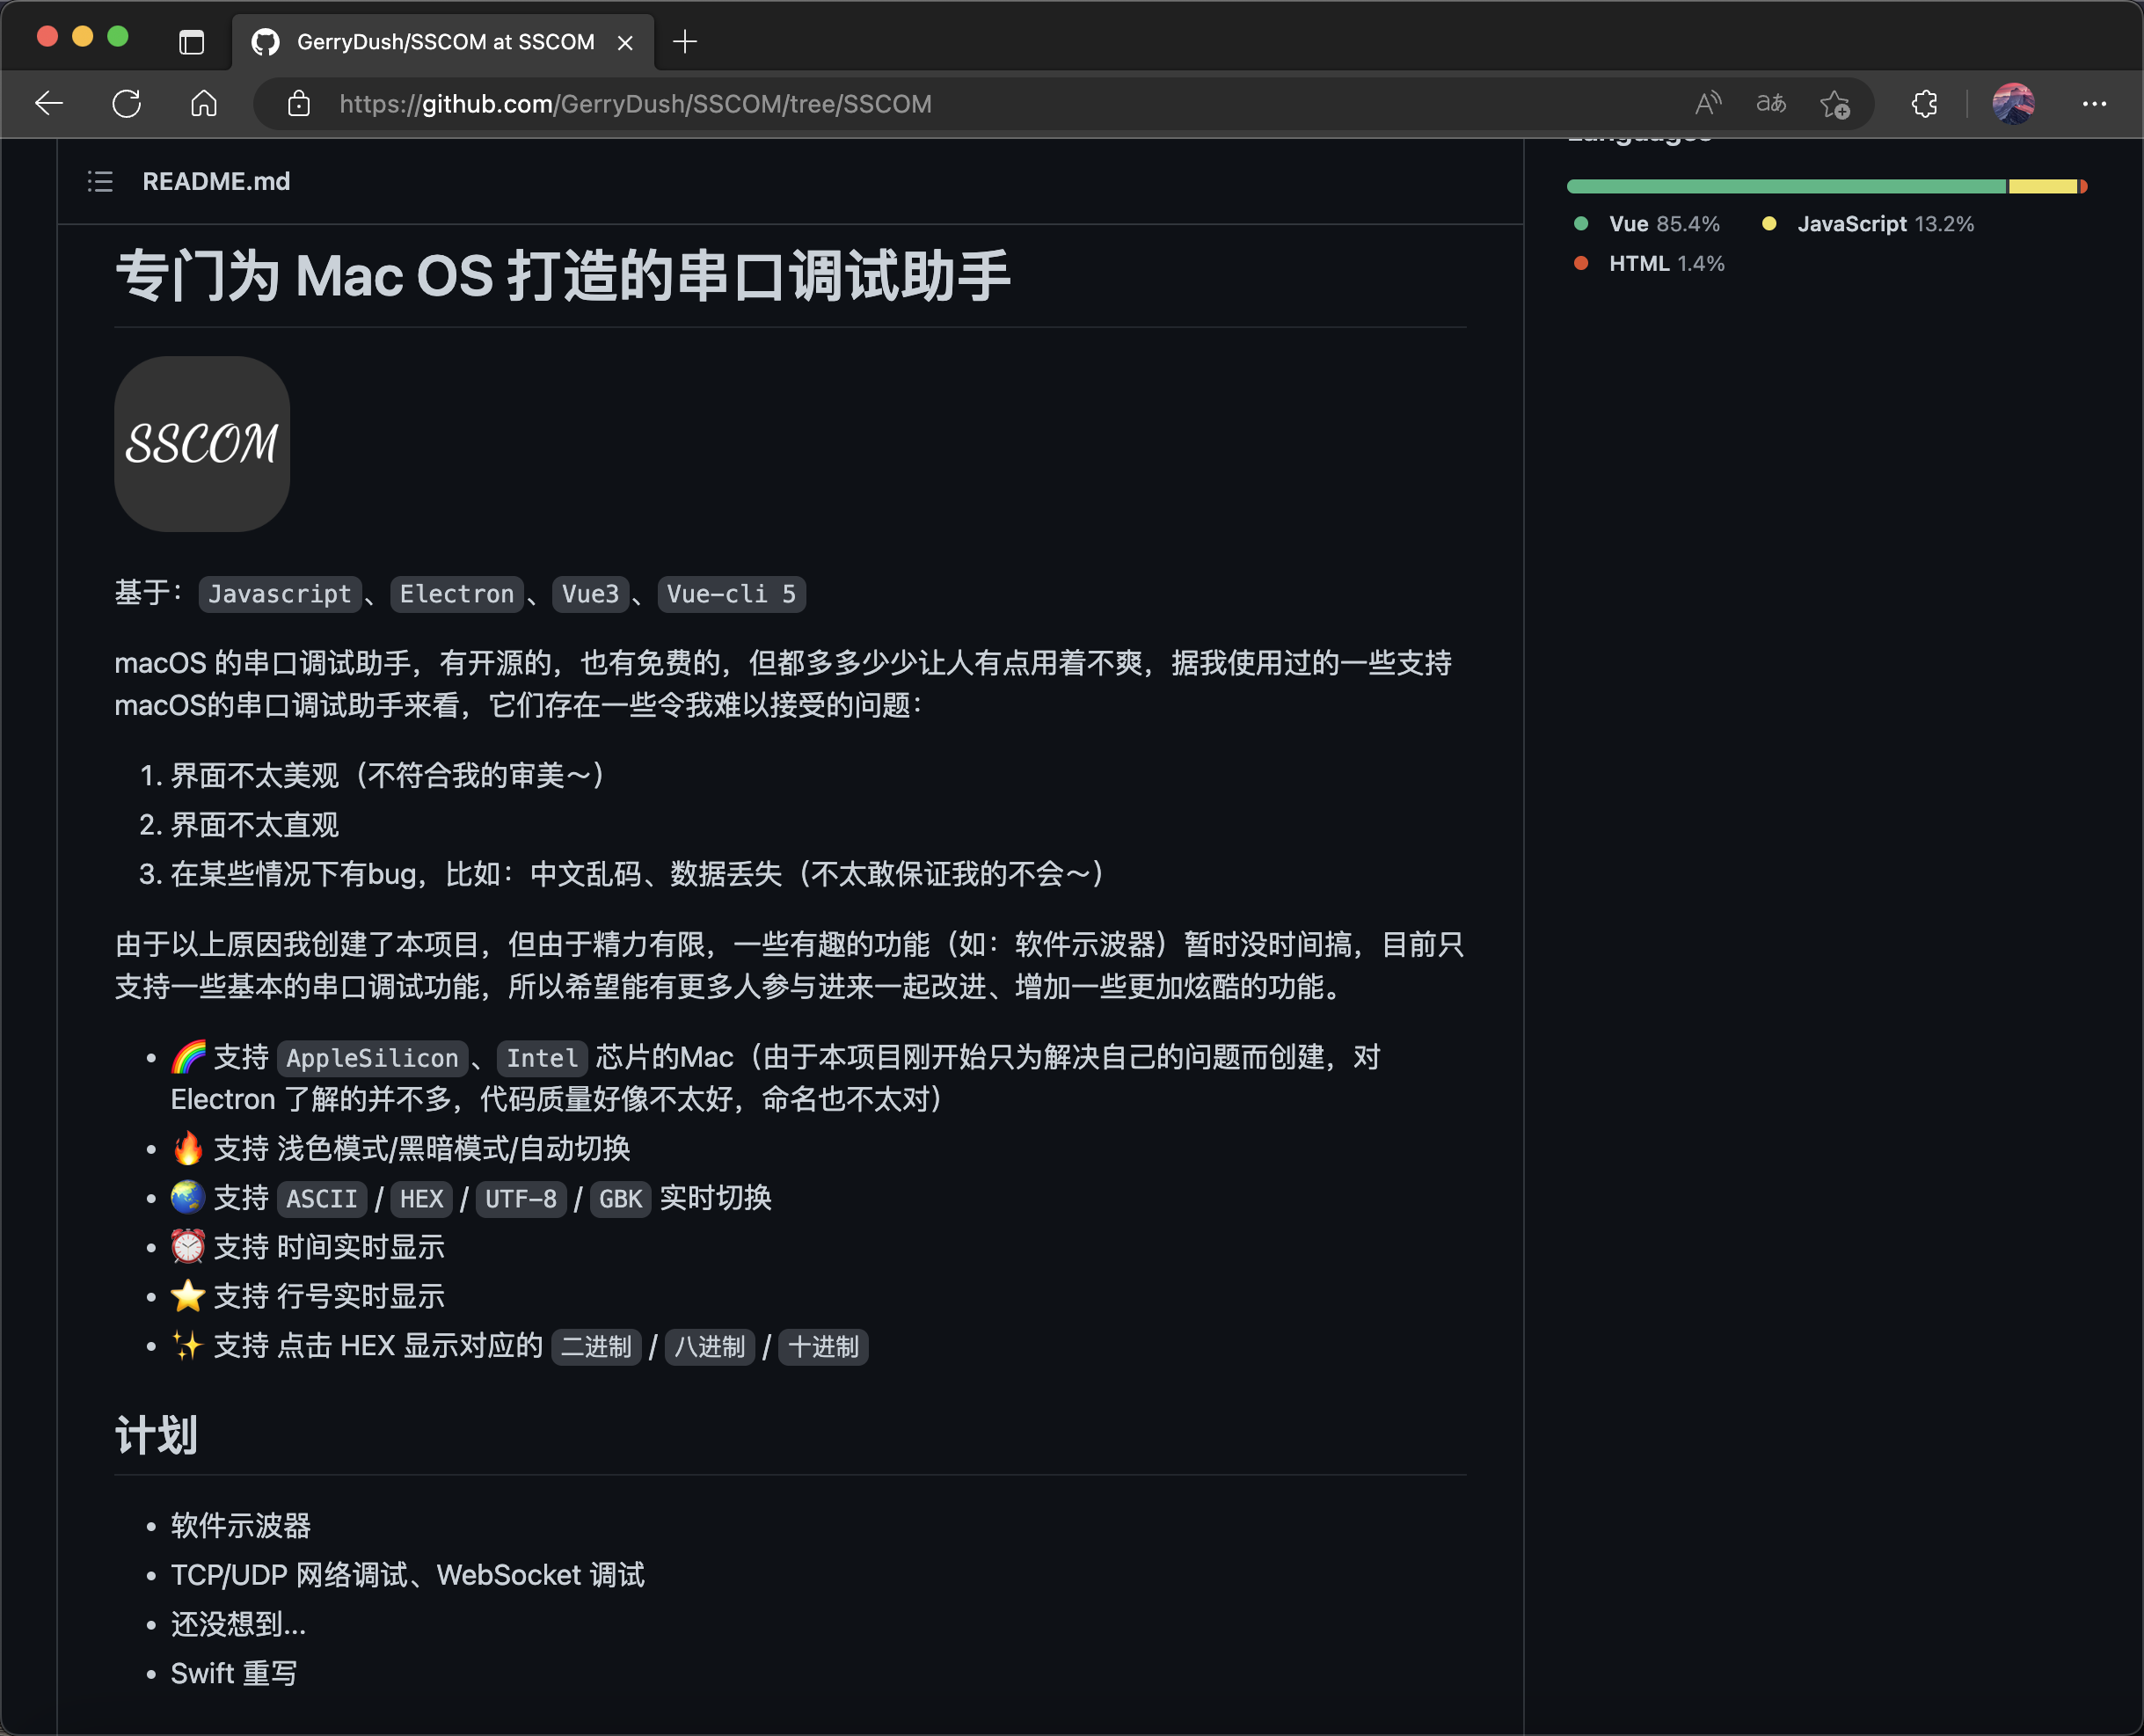 GerryDush/SSCOM at SSCOM
https://github.com/GerryDush/SSCOM/tree/SSCOM
README.md
Languages
Vue 85.4% JavaScript 13.2%
HTML 1.4%
专门为 Mac OS 打造的串口调试助手
SSCOM
基于： Javascript、Electron、Vue3、Vue-cli 5
macOS 的串口调试助手，有开源的，也有免费的，但都多多少少让人有点用着不爽，据我使用过的一些支持
macOS的串口调试助手来看，它们存在一些令我难以接受的问题：
1. 界面不太美观（不符合我的审美～）
2. 界面不太直观
3. 在某些情况下有bug，比如：中文乱码、数据丢失（不太敢保证我的不会～）
由于以上原因我创建了本项目，但由于精力有限，一些有趣的功能（如：软件示波器）暂时没时间搞，目前只
支持一些基本的串口调试功能，所以希望能有更多人参与进来一起改进、增加一些更加炫酷的功能。
• 🌈 支持 AppleSilicon、Intel 芯片的Mac（由于本项目刚开始只为解决自己的问题而创建，对
Electron 了解的并不多，代码质量好像不太好，命名也不太对）
• 🔥 支持 浅色模式/黑暗模式/自动切换
• 🌏 支持 ASCII / HEX / UTF-8 / GBK 实时切换
• ⏰ 支持 时间实时显示
• ⭐ 支持 行号实时显示
• ✨ 支持 点击 HEX 显示对应的 二进制 / 八进制 / 十进制
计划
• 软件示波器
• TCP/UDP 网络调试、WebSocket 调试
• 还没想到...
• Swift 重写